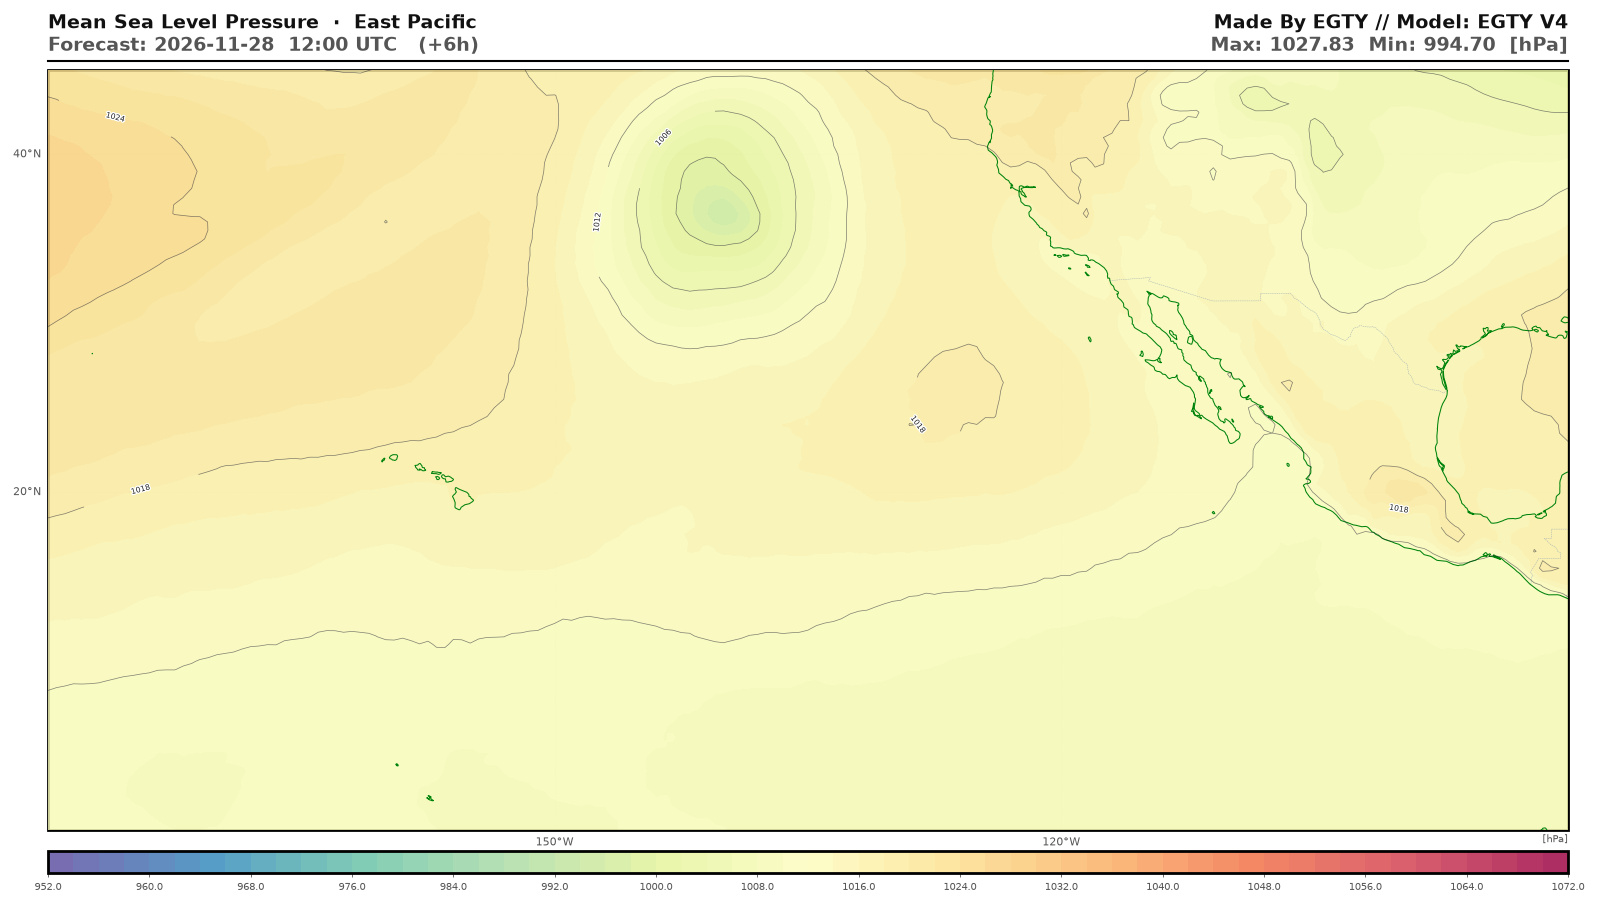 Mean Sea Level Pressure · East Pacific
Made By EGTY // Model: EGTY V4
Forecast: 2026-11-28 12:00 UTC (+6h)
Max: 1027.83 Min: 994.70 [hPa]
1024
1006
40°N
1012
1018
20°N
1018
1018
150°W
120°W
[hPa]
952.0 960.0 968.0 976.0 984.0 992.0 1000.0 1008.0 1016.0 1024.0 1032.0 1040.0 1048.0 1056.0 1064.0 1072.0